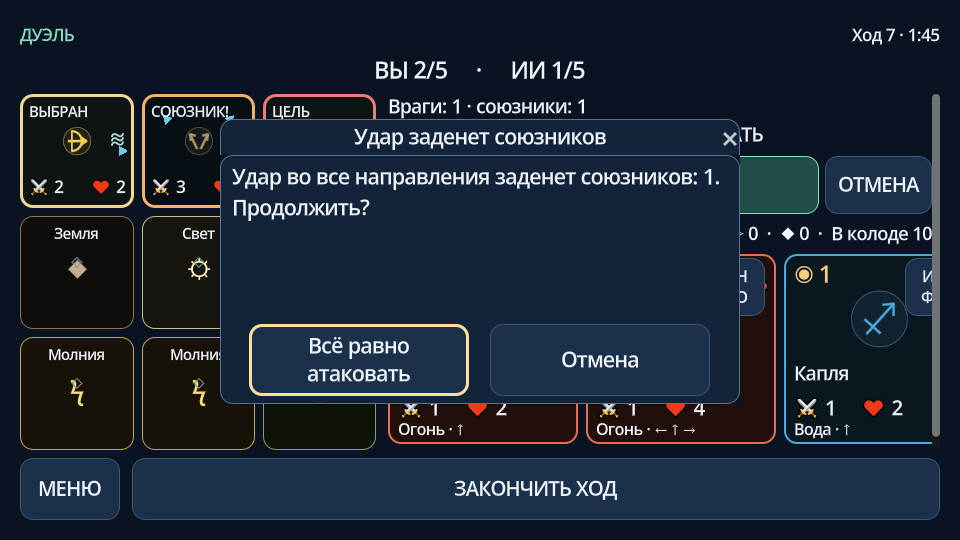 ДУЭЛЬ
Ход 7 · 1:45
ВЫ 2/5 · ИИ 1/5
ВЫБРАН
СОЮЗНИК!
ЦЕЛЬ
Враги: 1 · союзники: 1
Удар заденет союзников
×
Удар во все направления заденет союзников: 1.
Продолжить?
Всё равно
атаковать
Отмена
2 2
3
ОТМЕНА
0 · ◆ 0 · В колоде 10
Земля
Свет
1
Капля
1 2
Вода · ↑
Молния
1 2
Огонь · ↑
1 4
Огонь · ← ↑ →
МЕНЮ
ЗАКОНЧИТЬ ХОД